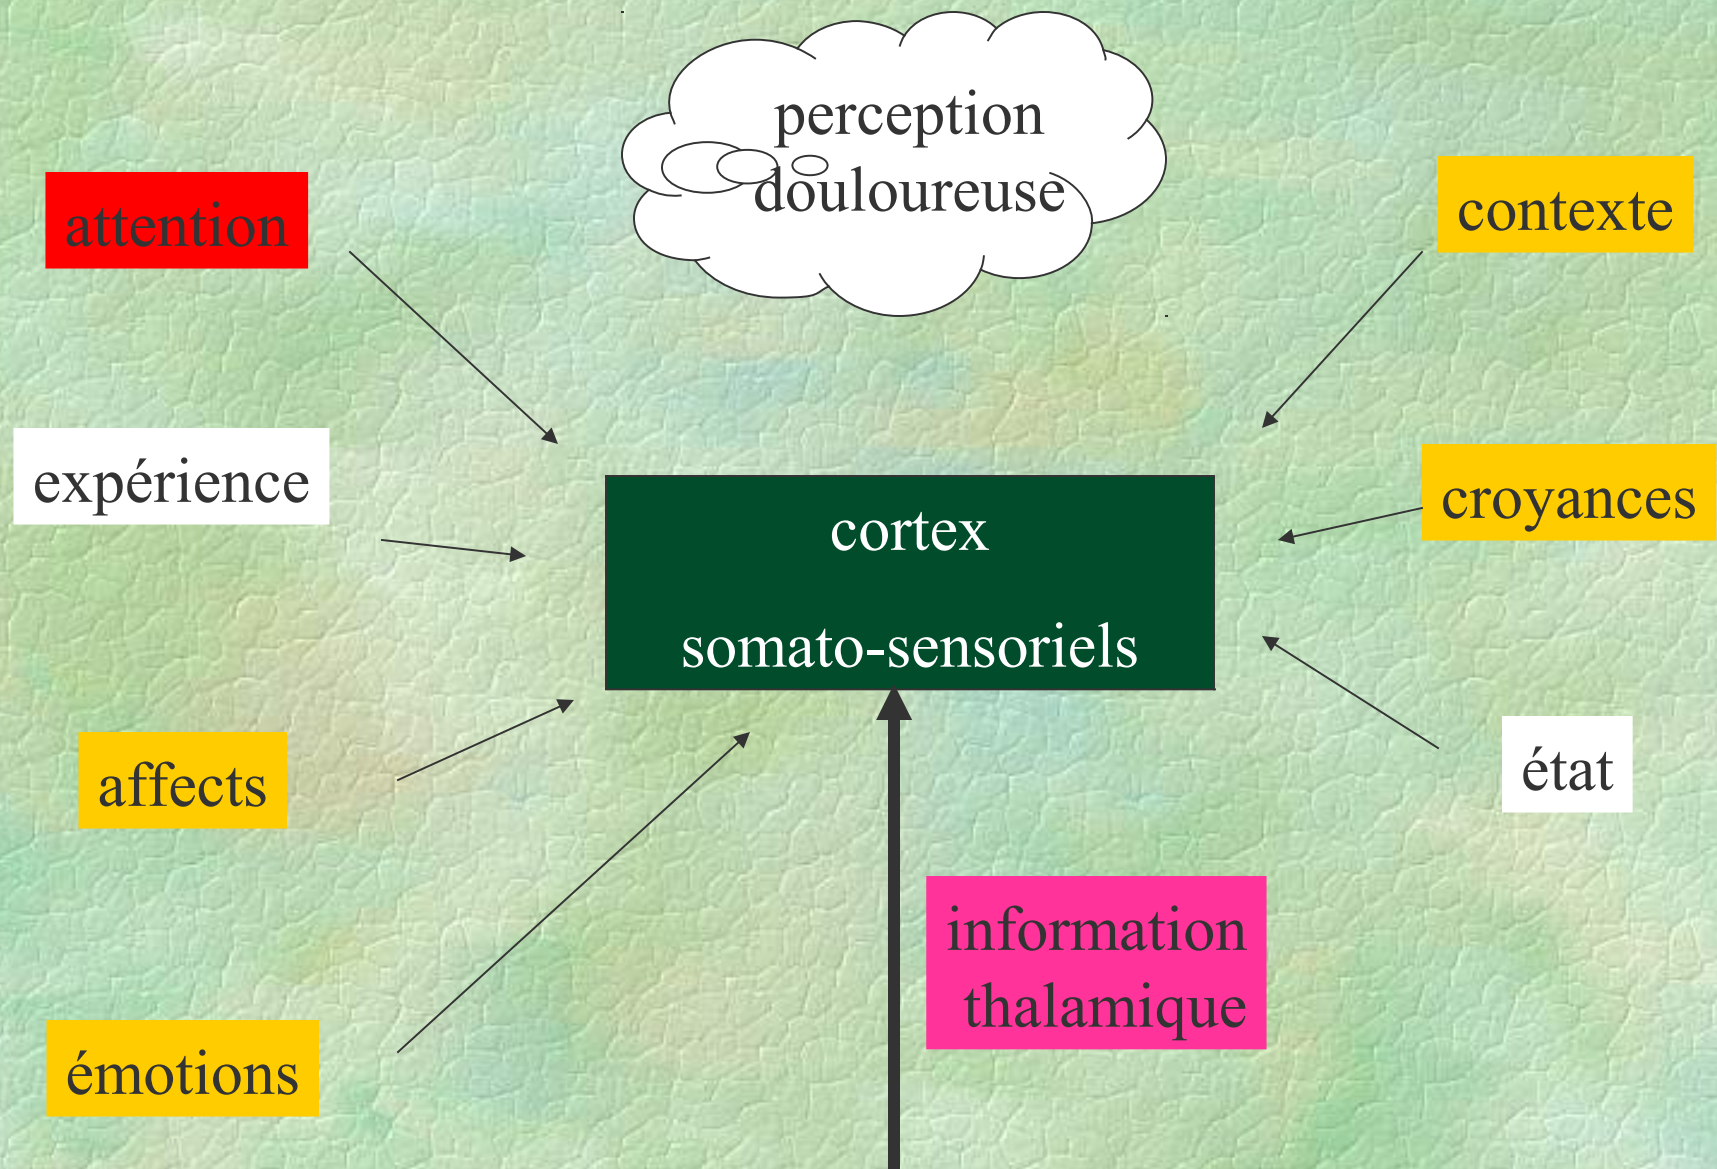 perception
douloureuse
attention
contexte
expérience
croyances
cortex
somato-sensoriels
affects
état
information
thalamique
émotions